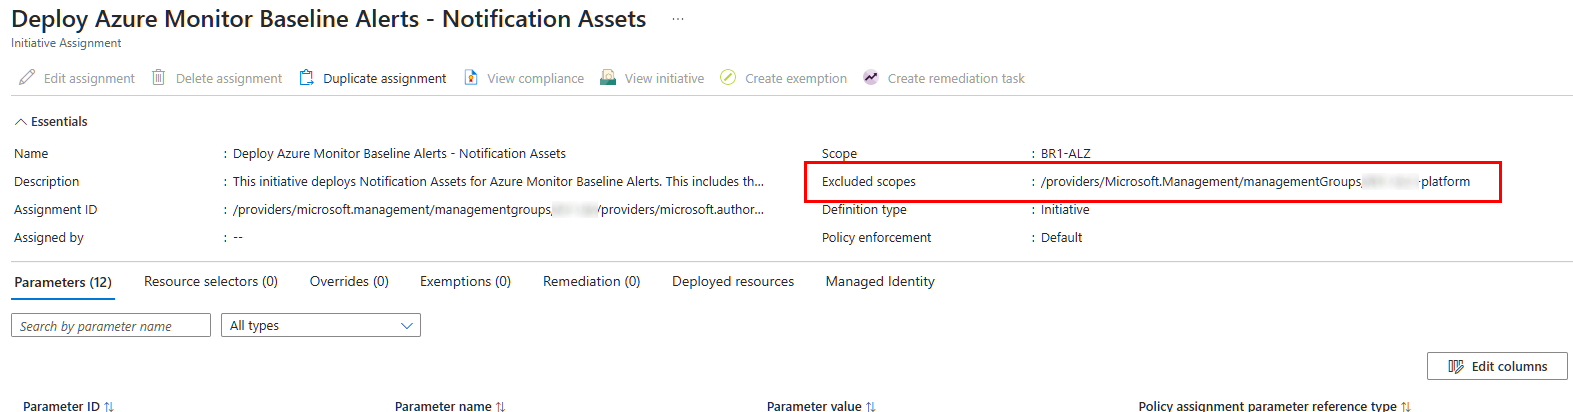 Deploy Azure Monitor Baseline Alerts - Notification Assets ...
Initiative Assignment
Edit assignment Delete assignment Duplicate assignment View compliance View initiative Create exemption Create remediation task
Essentials
Name : Deploy Azure Monitor Baseline Alerts - Notification Assets Scope : BR1-ALZ
Description : This initiative deploys Notification Assets for Azure Monitor Baseline Alerts. This includes th... Excluded scopes : /providers/Microsoft.Management/managementGroups/ -platform
Assignment ID : /providers/microsoft.management/managementgroups/ /providers/microsoft.author... Definition type : Initiative
Assigned by : -- Policy enforcement : Default
Parameters (12) Resource selectors (0) Overrides (0) Exemptions (0) Remediation (0) Deployed resources Managed Identity
Search by parameter name All types
Edit columns
Parameter ID ↑↓ Parameter name ↑↓ Parameter value ↑↓ Policy assignment parameter reference type ↑↓